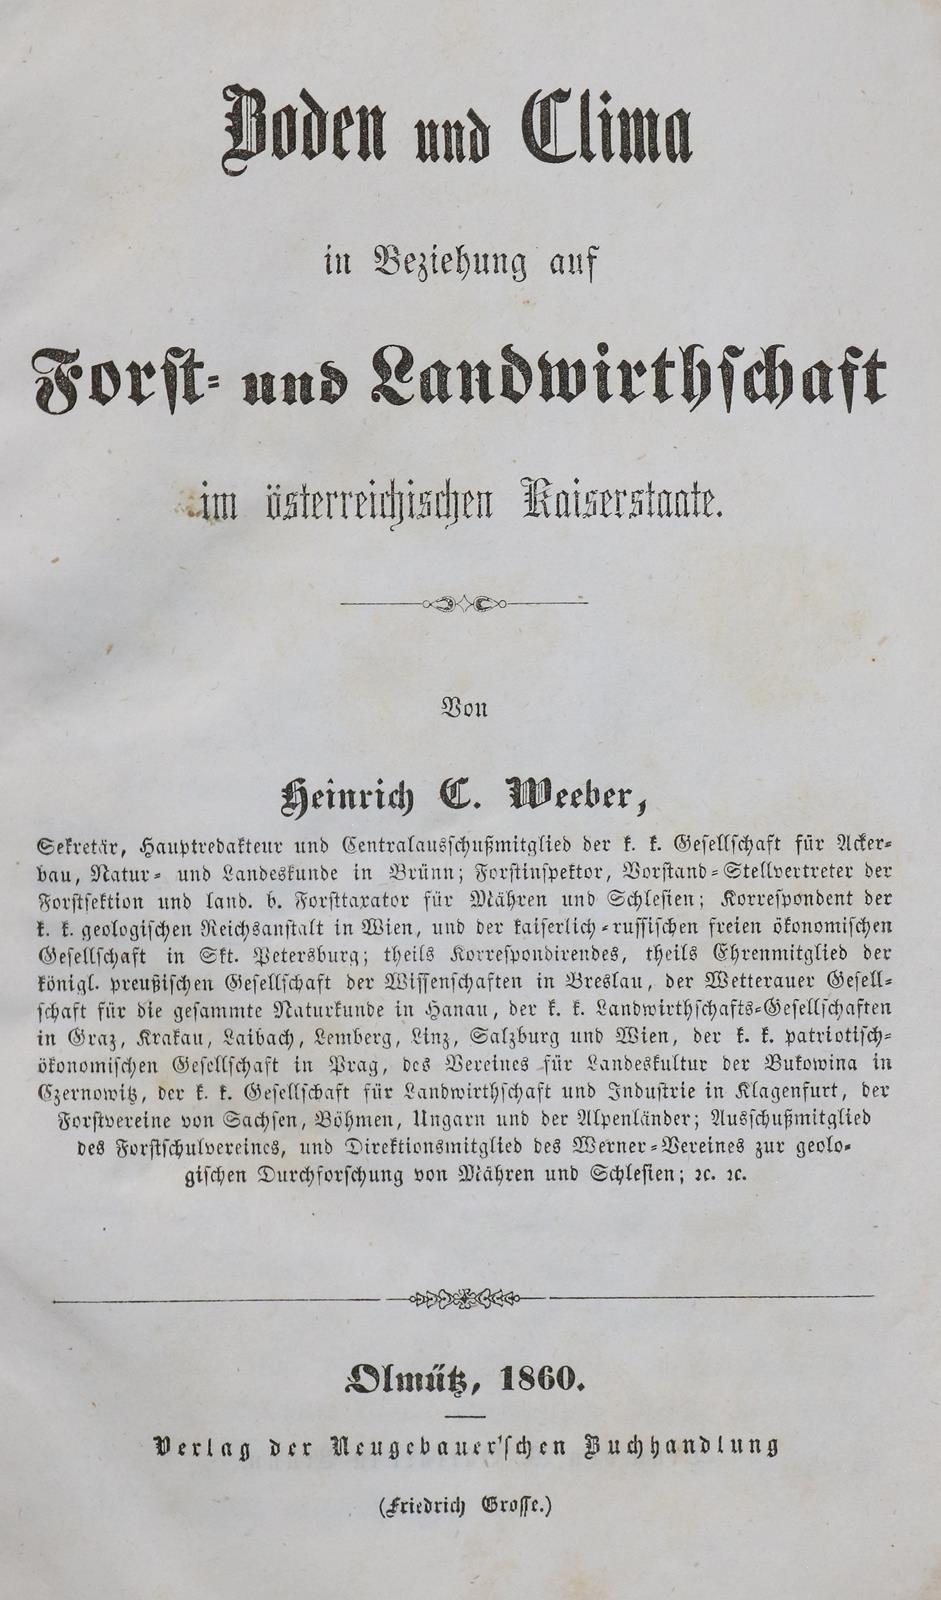 Boden und Clima
in Beziehung auf
Forst- und Landwirthschaft
im österreichischen Kaiserstaate.
Von
Heinrich C. Weeber,
Sekretär, Hauptredakteur und Centralausschußmitglied der k. k. Gesellschaft für Acker-
bau, Natur- und Landeskunde in Brünn; Forstinspektor, Vorstand-Stellvertreter der
Forstsektion und land. b. Forsttaxator für Mähren und Schlesien; Korrespondent der
k. k. geologischen Reichsanstalt in Wien, und der kaiserlich-russischen freien ökonomischen
Gesellschaft in Skt. Petersburg; theils Korrespondirendes, theils Ehrenmitglied der
königl. preußischen Gesellschaft der Wissenschaften in Breslau, der Wetterauer Gesell-
schaft für die gesammte Naturkunde in Hanau, der k. k. Landwirthschafts-Gesellschaften
in Graz, Krakau, Laibach, Lemberg, Linz, Salzburg und Wien, der k. k. patriotisch-
ökonomischen Gesellschaft in Prag, des Vereines für Landeskultur der Bukowina in
Czernowitz, der k. k. Gesellschaft für Landwirthschaft und Industrie in Klagenfurt, der
Forstvereine von Sachsen, Böhmen, Ungarn und der Alpenländer; Ausschußmitglied
des Forstschulvereines, und Direktionsmitglied des Werner-Vereines zur geolo-
gischen Durchforschung von Mähren und Schlesien; ꝛc. ꝛc.
Olmütz, 1860.
Verlag der Neugebauer'schen Buchhandlung
(Friedrich Grosse.)